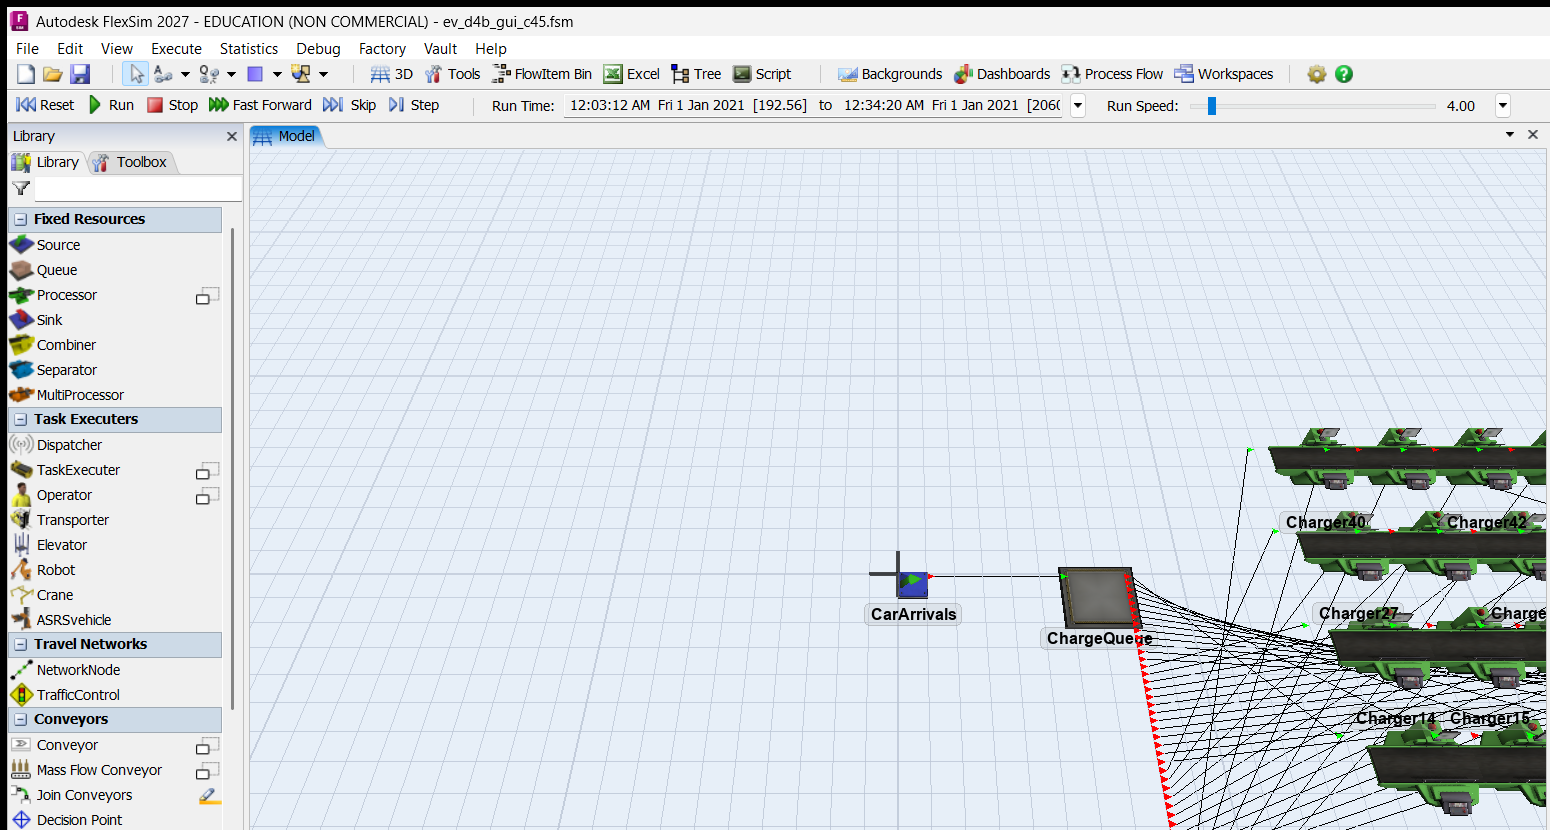 Autodesk FlexSim 2027 - EDUCATION (NON COMMERCIAL) - ev_d4b_gui_c45.fsm
File Edit View Execute Statistics Debug Factory Vault Help
3D Tools FlowItem Bin Excel Tree Script Backgrounds Dashboards Process Flow Workspaces
Reset Run Stop Fast Forward Skip Step Run Time: 12:03:12 AM Fri 1 Jan 2021 [192.56] to 12:34:20 AM Fri 1 Jan 2021 [2060 Run Speed: 4.00
Library
Model
Library Toolbox
Fixed Resources
Source
Queue
Processor
Sink
Combiner
Separator
MultiProcessor
Task Executers
Dispatcher
TaskExecuter
Operator
Transporter
Elevator
Robot
Crane
ASRSvehicle
Travel Networks
NetworkNode
TrafficControl
Conveyors
Conveyor
Mass Flow Conveyor
Join Conveyors
Decision Point
Charger40 Charger42
Charger27 Charge
CarArrivals
ChargeQueue
Charger14 Charger15